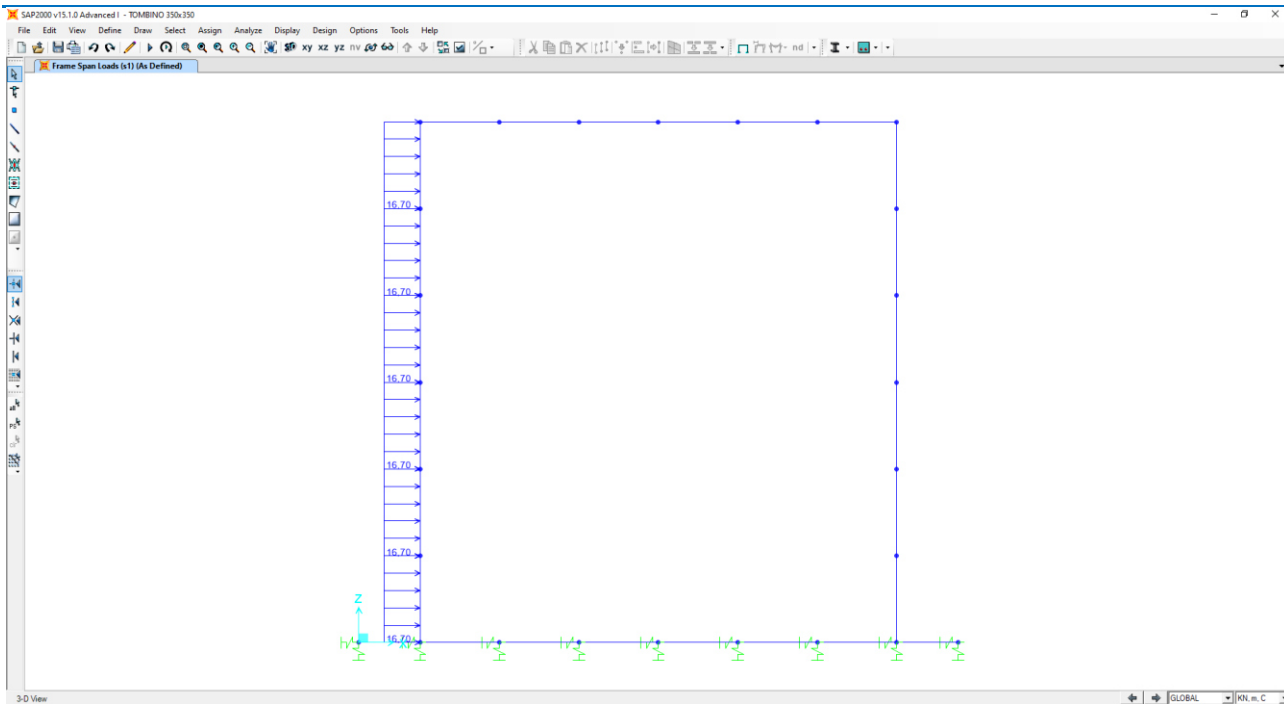 SAP2000 v15.1.0 Advanced I - TOMBINO 350x350
File Edit View Define Draw Select Assign Analyze Display Design Options Tools Help
3D xy xz yz nv nd I
Frame Span Loads (s1) (As Defined)
16,70
16,70
16,70
16,70
16,70
16,70
Z
X
3-D View
GLOBAL
KN, m, C